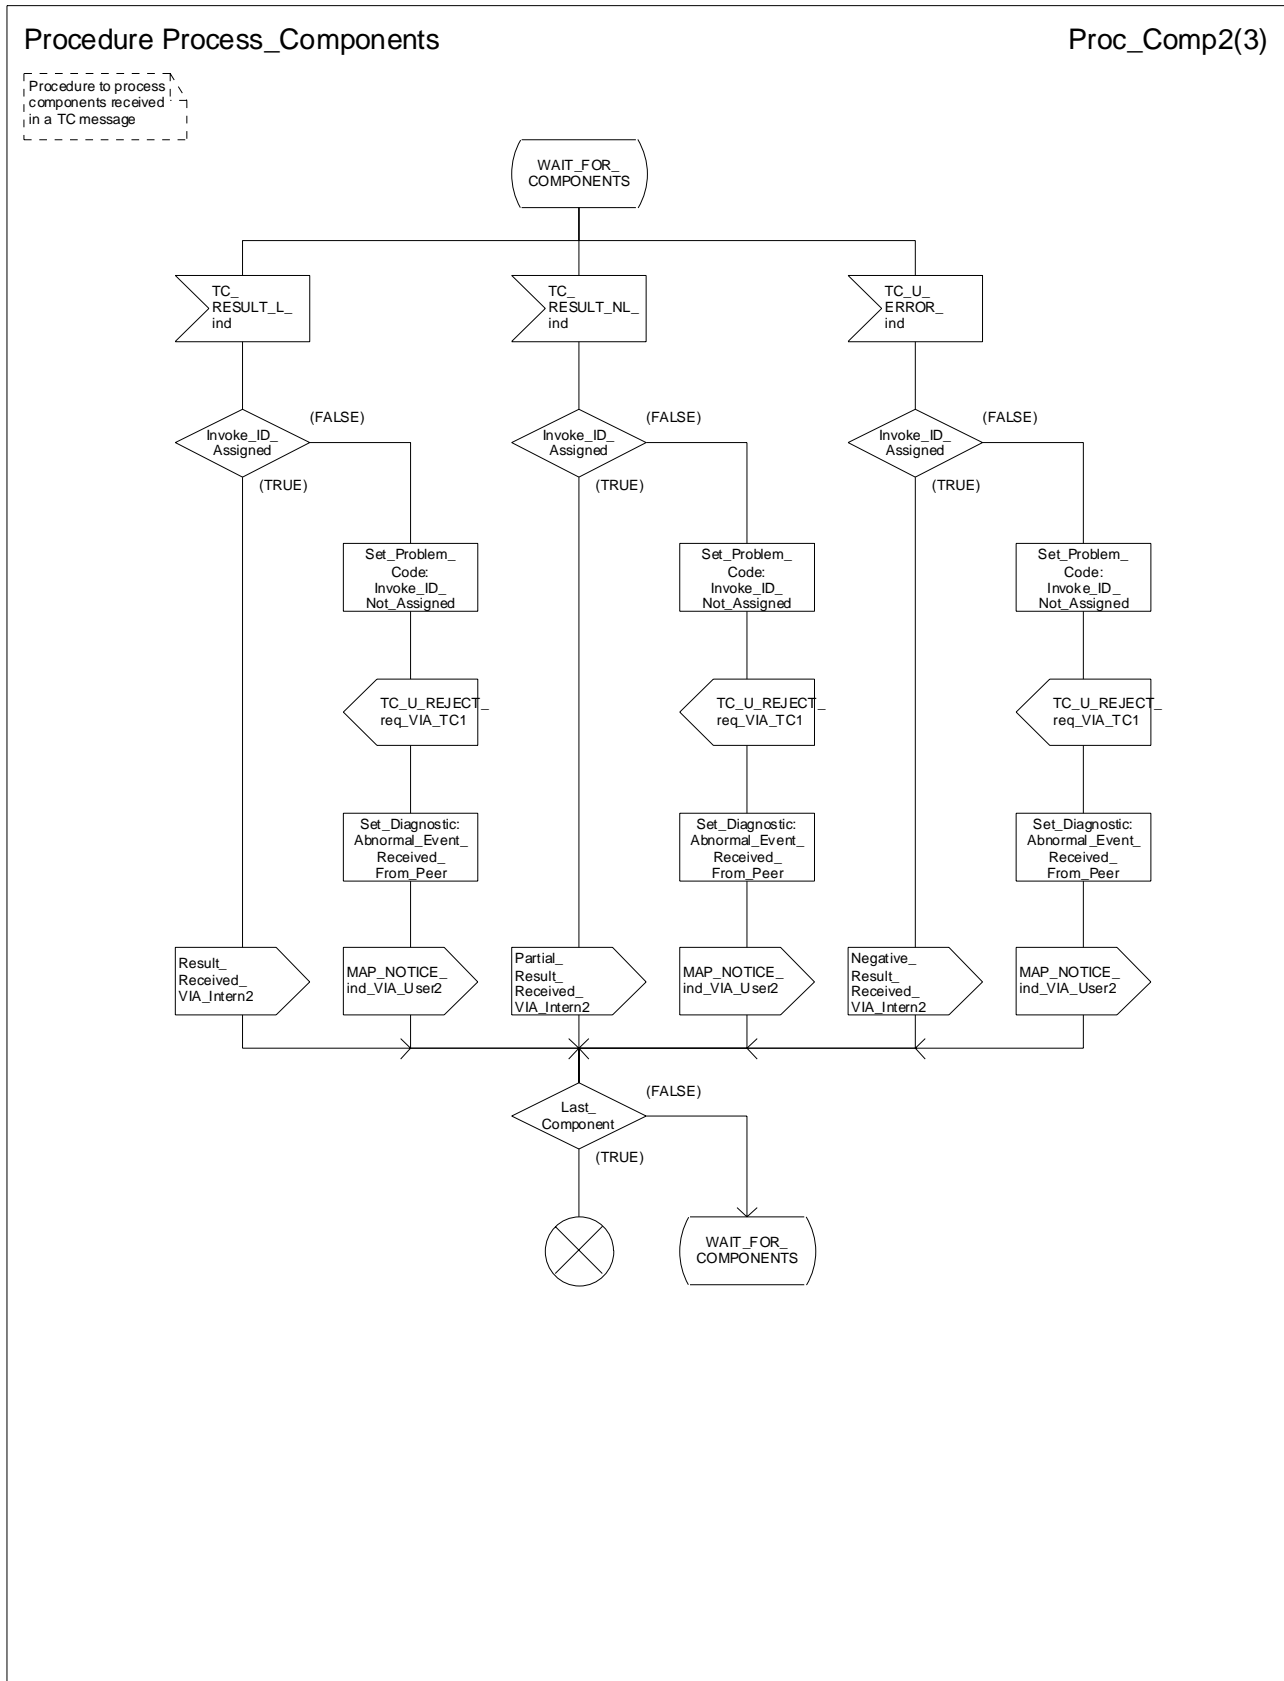 Procedure Process_Components
Proc_Comp2(3)
Procedure to process
components received
in a TC message
WAIT_FOR_
COMPONENTS
TC_
RESULT_L_
ind
TC_
RESULT_NL_
ind
TC_U_
ERROR_
ind
(FALSE)
(FALSE)
(FALSE)
Invoke_ID_
Assigned
Invoke_ID_
Assigned
Invoke_ID_
Assigned
(TRUE)
(TRUE)
(TRUE)
Set_Problem_
Code:
Invoke_ID_
Not_Assigned
Set_Problem_
Code:
Invoke_ID_
Not_Assigned
Set_Problem_
Code:
Invoke_ID_
Not_Assigned
TC_U_REJECT_
req_VIA_TC1
TC_U_REJECT_
req_VIA_TC1
TC_U_REJECT_
req_VIA_TC1
Set_Diagnostic:
Abnormal_Event_
Received_
From_Peer
Set_Diagnostic:
Abnormal_Event_
Received_
From_Peer
Set_Diagnostic:
Abnormal_Event_
Received_
From_Peer
Result_
Received_
VIA_Intern2
MAP_NOTICE_
ind_VIA_User2
Partial_
Result_
Received_
VIA_Intern2
MAP_NOTICE_
ind_VIA_User2
Negative_
Result_
Received_
VIA_Intern2
MAP_NOTICE_
ind_VIA_User2
(FALSE)
Last_
Component
(TRUE)
WAIT_FOR_
COMPONENTS